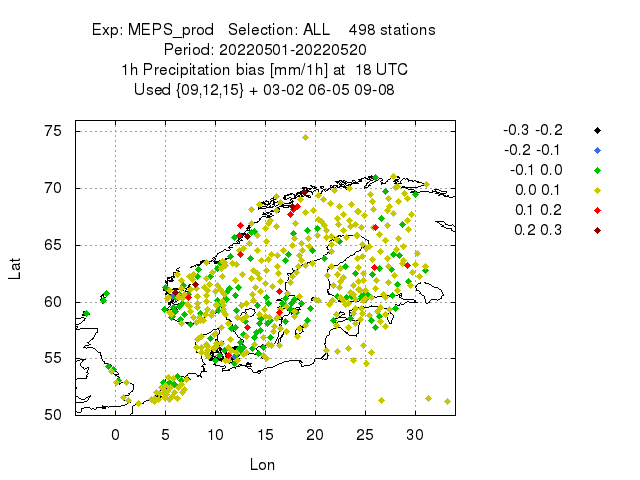 Exp: MEPS_prod   Selection: ALL    498 stations
Period: 20220501-20220520
1h Precipitation bias [mm/1h] at  18 UTC
Used {09,12,15} + 03-02 06-05 09-08
-0.3 -0.2
-0.2 -0.1
-0.1 0.0
0.0 0.1
0.1 0.2
0.2 0.3
75
70
65
60
55
50
Lat
0 5 10 15 20 25 30
Lon